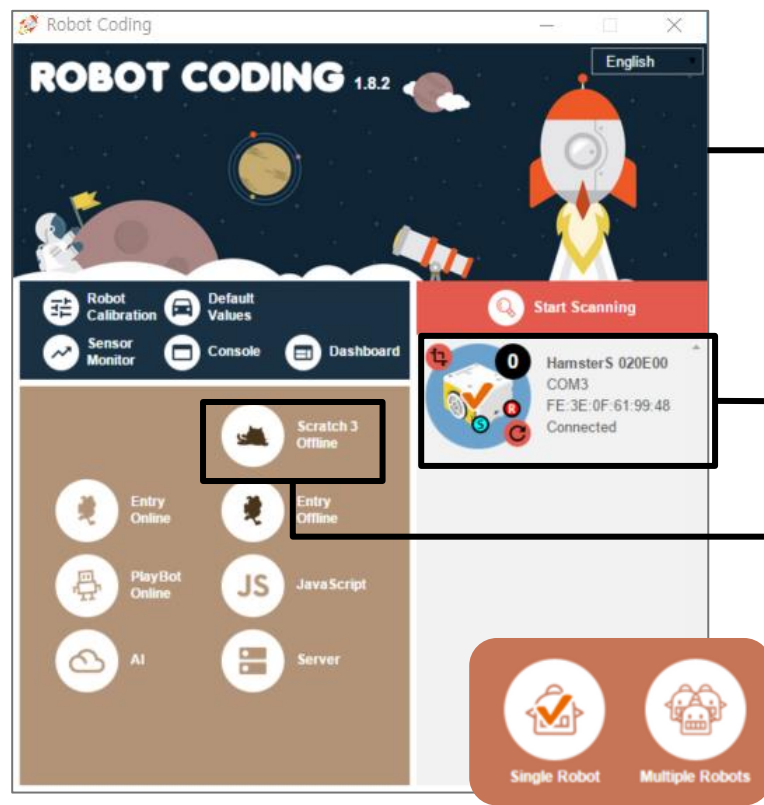 Robot Coding
ROBOT CODING 1.8.2
English
Robot
Calibration
Default
Values
Sensor
Monitor
Console
Dashboard
Start Scanning
0
R
S
HamsterS 020E00
COM3
FE:3E:0F:61:99:48
Connected
Scratch 3
Offline
Entry
Online
Entry
Offline
PlayBot
Online
JS
JavaScript
AI
Server
Single Robot
Multiple Robots